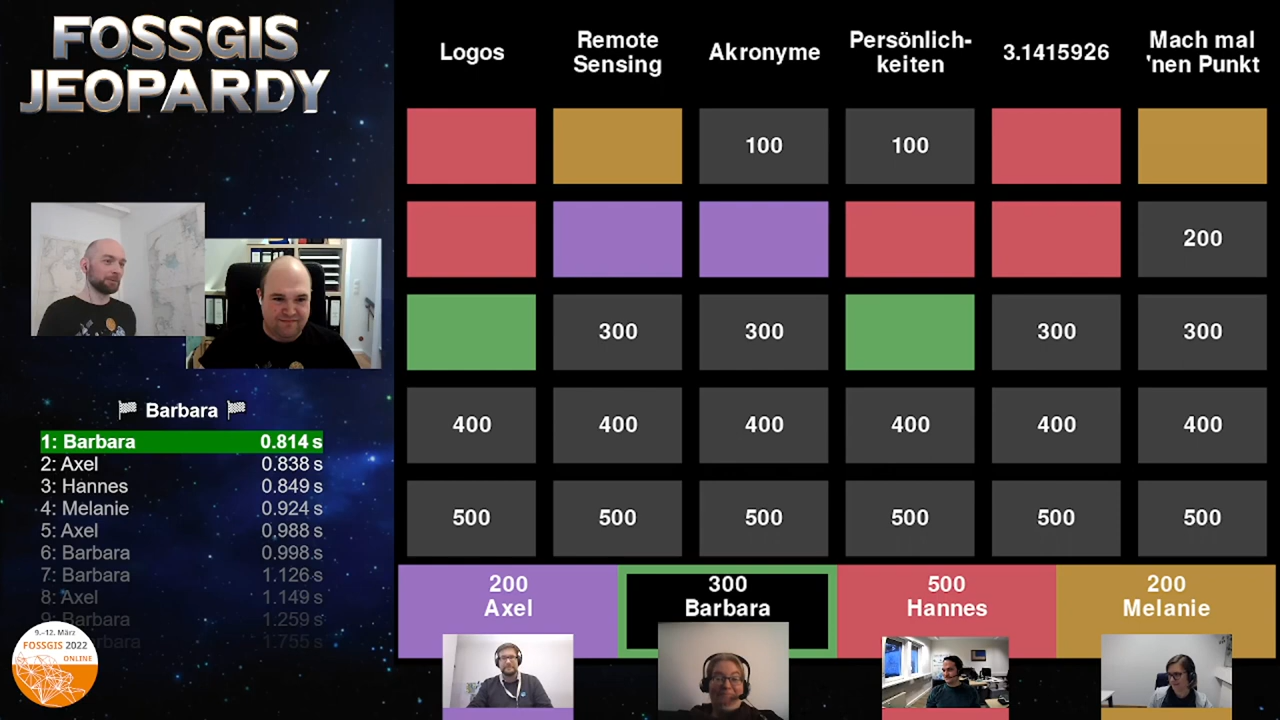 FOSSGIS
JEOPARDY
Logos
Remote
Sensing
Akronyme
Persönlich-
keiten
3.1415926
Mach mal
'nen Punkt
100
100
200
300
300
300
300
400
400
400
400
400
400
500
500
500
500
500
500
Barbara
1: Barbara 0.814 s
2: Axel 0.838 s
3: Hannes 0.849 s
4: Melanie 0.924 s
5: Axel 0.988 s
6: Barbara 0.998 s
7: Barbara 1.126 s
8: Axel 1.149 s
9: Barbara 1.259 s
bara 1.755 s
9.–12. März
FOSSGIS 2022
ONLINE
200
Axel
300
Barbara
500
Hannes
200
Melanie